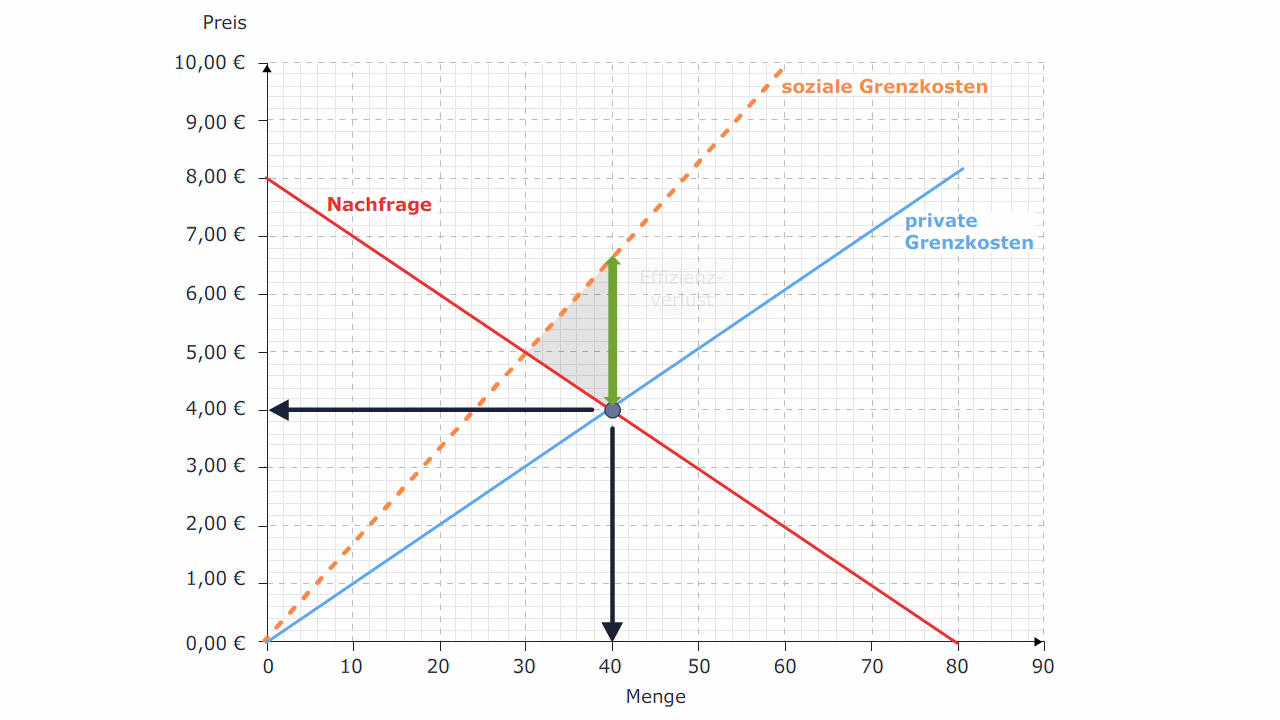 Preis
10,00 €
9,00 €
8,00 €
7,00 €
6,00 €
5,00 €
4,00 €
3,00 €
2,00 €
1,00 €
0,00 €
soziale Grenzkosten
Nachfrage
private
Grenzkosten
Effizienz-
verlust
0 10 20 30 40 50 60 70 80 90
Menge